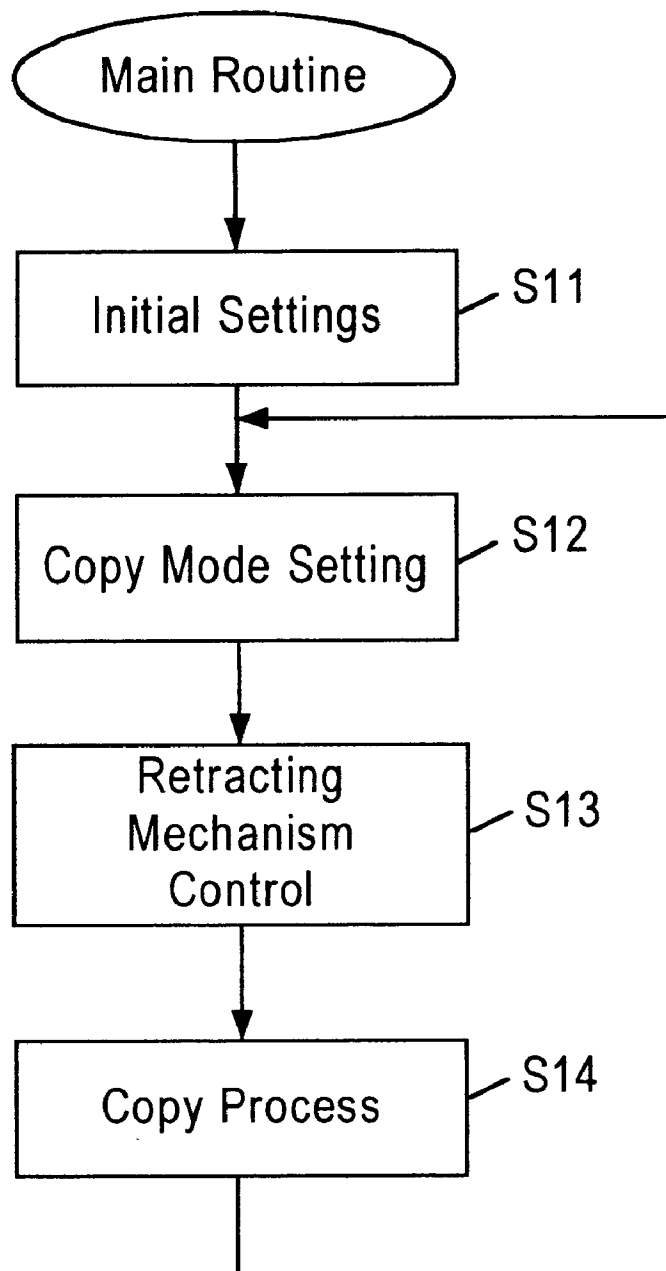 Main Routine
Initial Settings
S11
Copy Mode Setting
S12
Retracting
Mechanism
Control
S13
Copy Process
S14